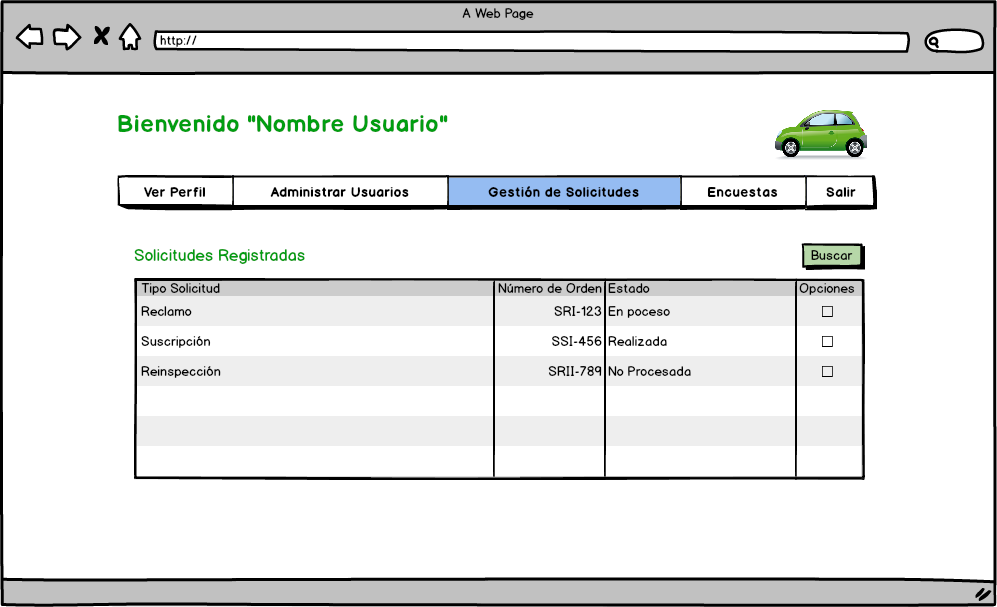 A Web Page
http://
Bienvenido "Nombre Usuario"
Ver Perfil Administrar Usuarios Gestión de Solicitudes Encuestas Salir
Solicitudes Registradas Buscar
Tipo Solicitud Número de Orden Estado Opciones
Reclamo SRI-123 En poceso
Suscripción SSI-456 Realizada
Reinspección SRII-789 No Procesada